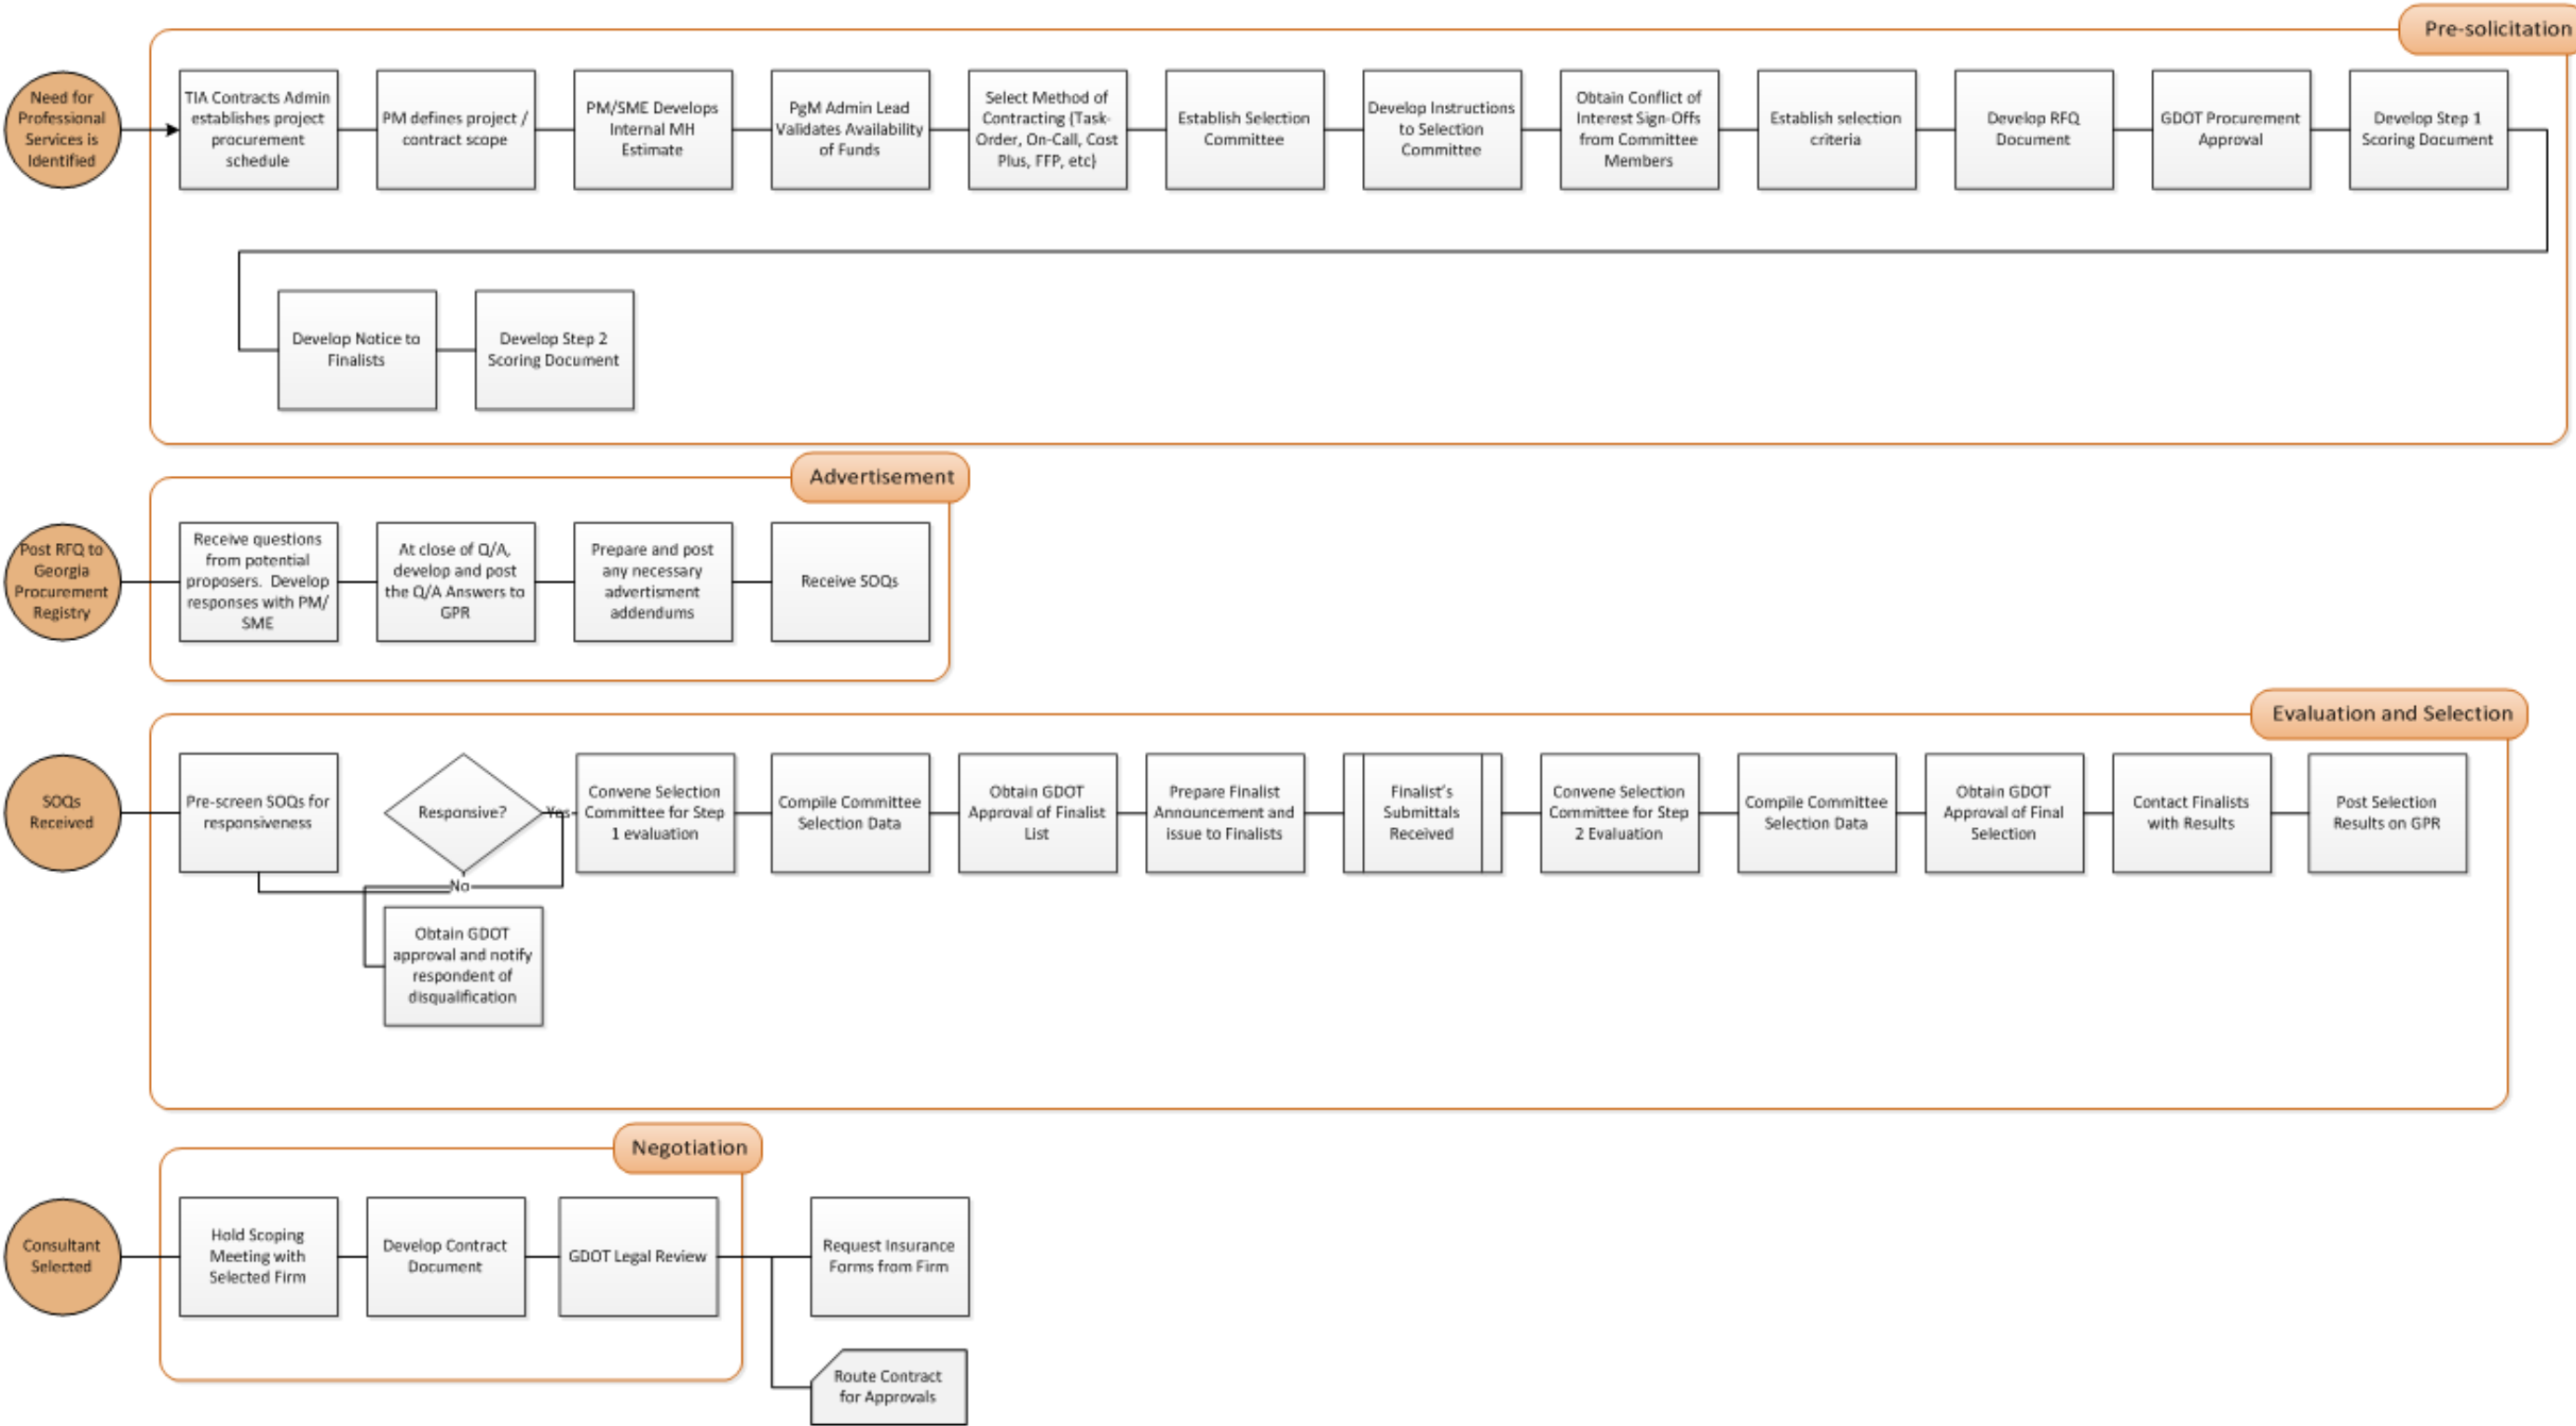 Pre-solicitation
Need for
Professional
Services is
Identified
TIA Contracts Admin
establishes project
procurement
schedule
PM defines project /
contract scope
PM/SME Develops
Internal MH
Estimate
PgM Admin Lead
Validates Availability
of Funds
Select Method of
Contracting (Task-
Order, On-Call, Cost
Plus, FFP, etc)
Establish Selection
Committee
Develop Instructions
to Selection
Committee
Obtain Conflict of
Interest Sign-Offs
from Committee
Members
Establish selection
criteria
Develop RFQ
Document
GDOT Procurement
Approval
Develop Step 1
Scoring Document
Develop Notice to
Finalists
Develop Step 2
Scoring Document
Advertisement
Post RFQ to
Georgia
Procurement
Registry
Receive questions
from potential
proposers.  Develop
responses with PM/
SME
At close of Q/A,
develop and post
the Q/A Answers to
GPR
Prepare and post
any necessary
advertisment
addendums
Receive SOQs
Evaluation and Selection
SOQs
Received
Pre-screen SOQs for
responsiveness
Responsive?
Yes
No
Obtain GDOT
approval and notify
respondent of
disqualification
Convene Selection
Committee for Step
1 evaluation
Compile Committee
Selection Data
Obtain GDOT
Approval of Finalist
List
Prepare Finalist
Announcement and
issue to Finalists
Finalist's
Submittals
Received
Convene Selection
Committee for Step
2 Evaluation
Compile Committee
Selection Data
Obtain GDOT
Approval of Final
Selection
Contact Finalists
with Results
Post Selection
Results on GPR
Negotiation
Consultant
Selected
Hold Scoping
Meeting with
Selected Firm
Develop Contract
Document
GDOT Legal Review
Request Insurance
Forms from Firm
Route Contract
for Approvals